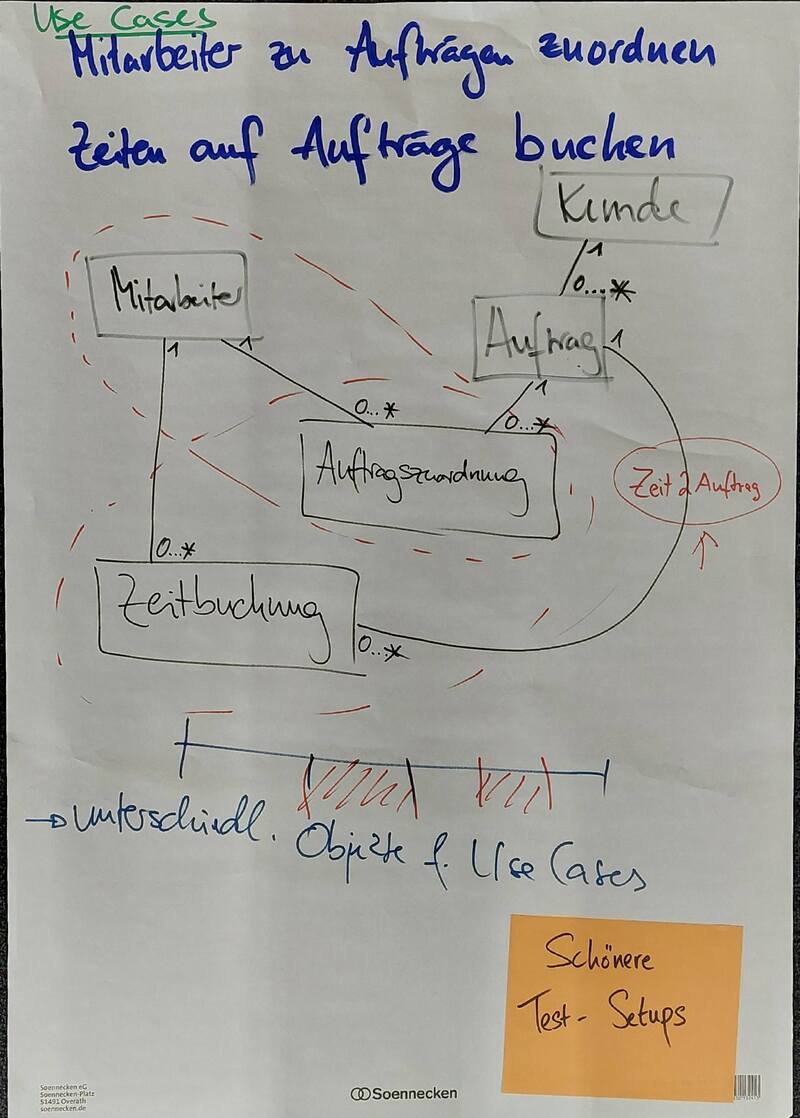 Use Cases
Mitarbeiter zu Aufträgen zuordnen
Zeiten auf Aufträge buchen
Kunde
1
0...*
Mitarbeiter
Auftrag
1
1
1
1
0...*
0...*
Auftragszuordnung
Zeit 2 Auftrag
0...*
Zeitbuchung
0...*
→ unterschiedl. Objekte f. Use Cases
Schönere
Test- Setups
Soennecken eG
Soennecken-Platz
51491 Overath
soennecken.de
Soennecken